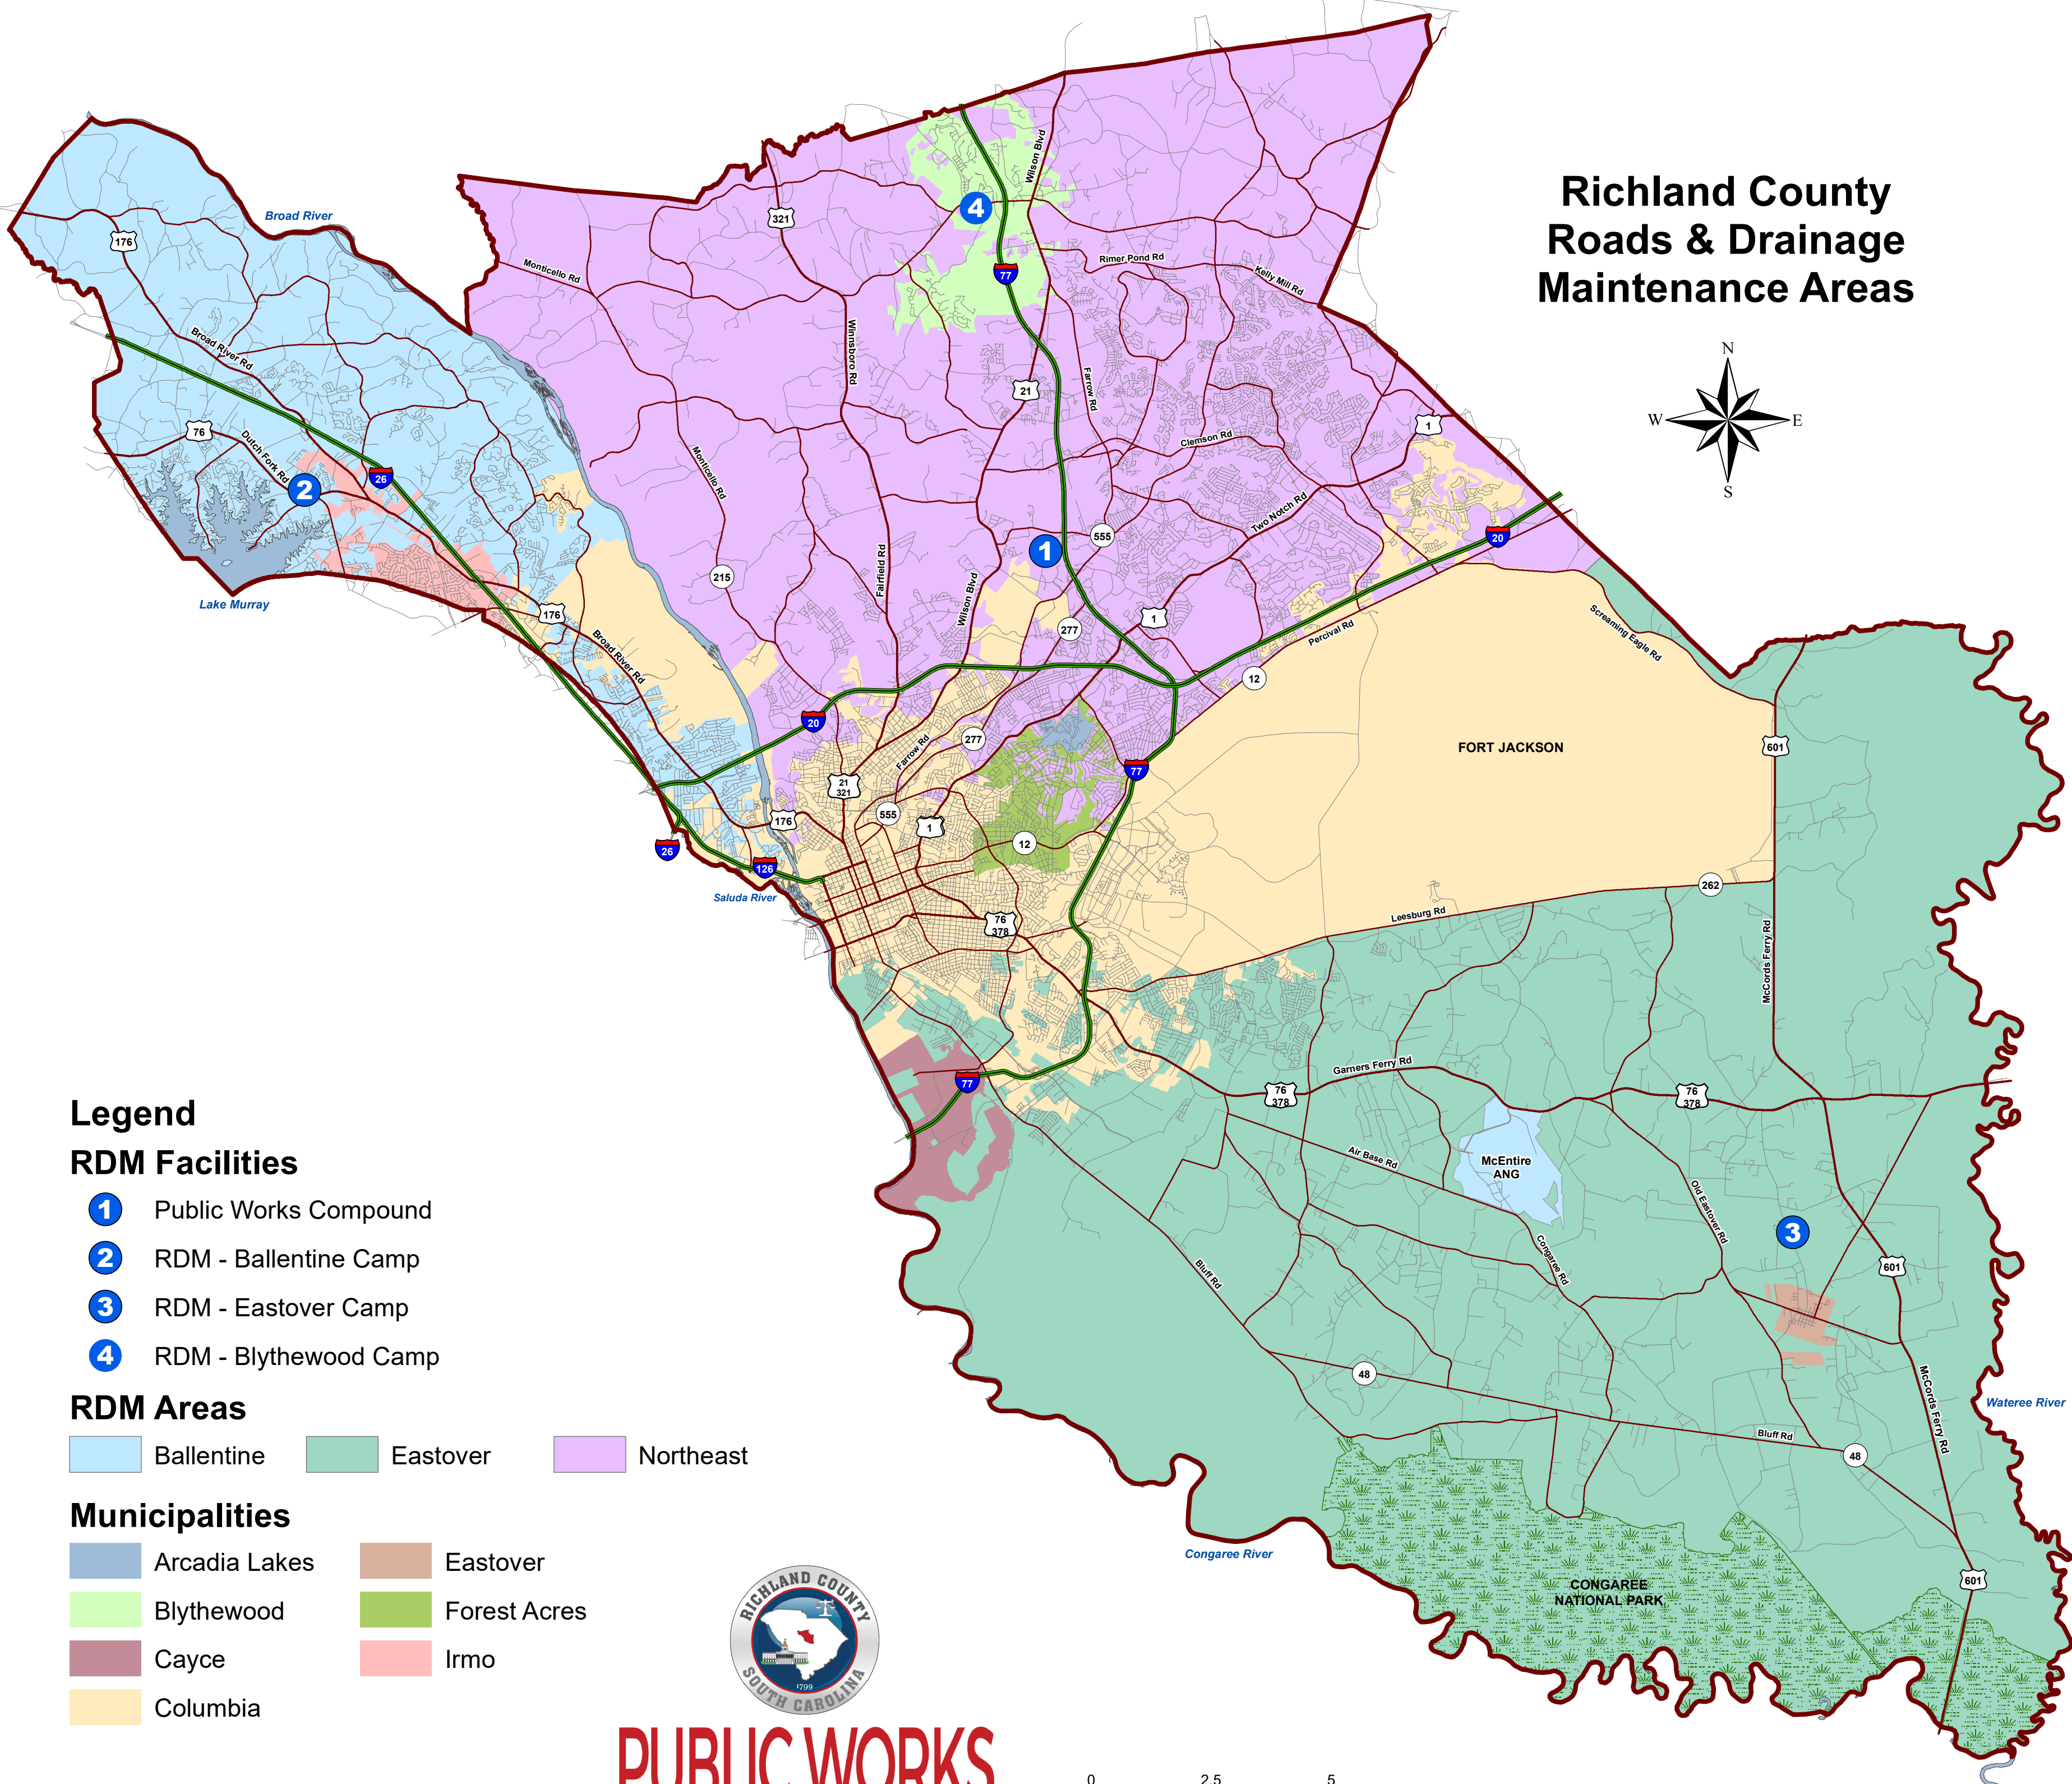 Richland County
Roads & Drainage
Maintenance Areas
N
W
E
S
Broad River
176
Monticello Rd
321
Wilson Blvd
4
77
Rimer Pond Rd
Kelly Mill Rd
Broad River Rd
Winnsboro Rd
21
Farrow Rd
1
76
Dutch Fork Rd
2
26
Monticello Rd
Clemson Rd
Two Notch Rd
555
20
1
215
Fairfield Rd
Wilson Blvd
Lake Murray
176
Broad River Rd
277
1
Percival Rd
Screaming Eagle Rd
12
20
277
Farrow Rd
FORT JACKSON
601
77
21
321
176
555
1
12
26
126
Saluda River
262
76
378
Leesburg Rd
McCords Ferry Rd
77
Garners Ferry Rd
76
378
76
378
Air Base Rd
McEntire
ANG
Old Eastover Rd
3
Congaree Rd
Bluff Rd
601
48
McCords Ferry Rd
Wateree River
Bluff Rd
48
Congaree River
601
CONGAREE
NATIONAL PARK
Legend
RDM Facilities
1 Public Works Compound
2 RDM - Ballentine Camp
3 RDM - Eastover Camp
4 RDM - Blythewood Camp
RDM Areas
Ballentine Eastover Northeast
Municipalities
Arcadia Lakes Eastover
Blythewood Forest Acres
Cayce Irmo
Columbia
RICHLAND COUNTY
1799
SOUTH CAROLINA
PUBLIC WORKS
0 2.5 5